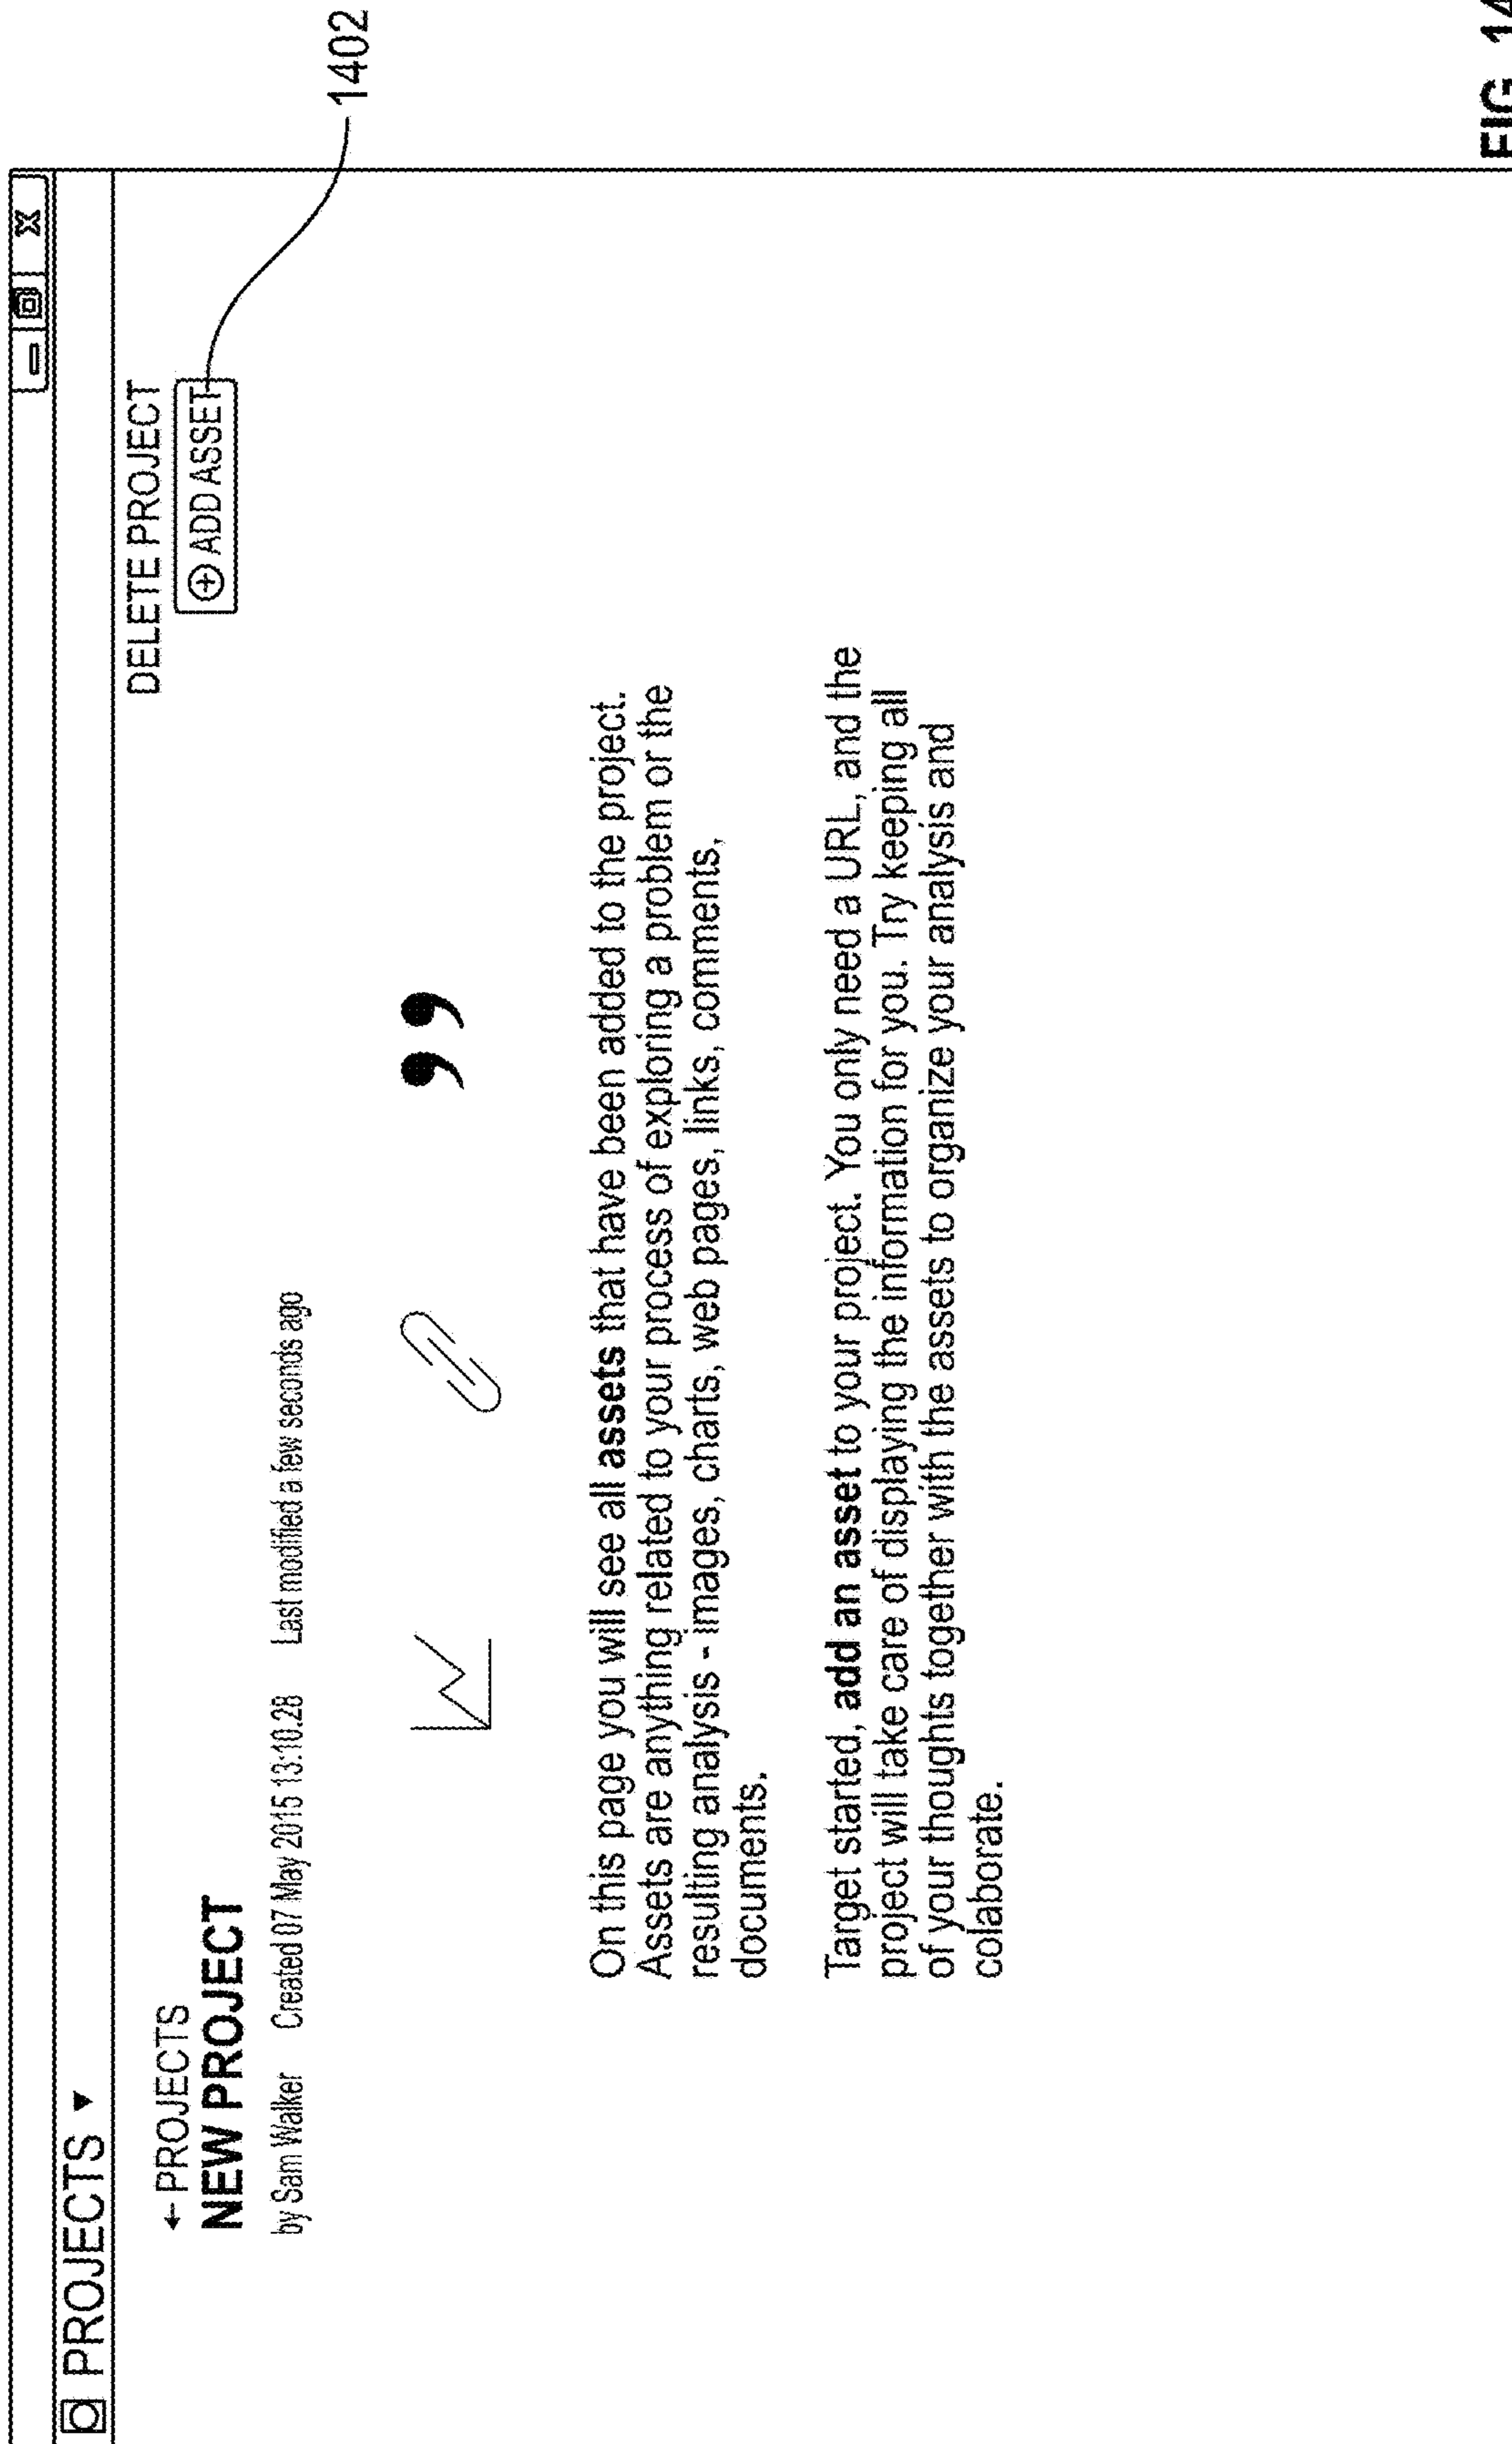 PROJECTS ▼
← PROJECTS
NEW PROJECT
by Sam Walker Created 07 May 2015 13:10.28 Last modified a few seconds ago
DELETE PROJECT
⊕ ADD ASSET
1402
On this page you will see all assets that have been added to the project.
Assets are anything related to your process of exploring a problem or the
resulting analysis - images, charts, web pages, links, comments,
documents.
Target started, add an asset to your project. You only need a URL, and the
project will take care of displaying the information for you. Try keeping all
of your thoughts together with the assets to organize your analysis and
colaborate.
FIG. 14